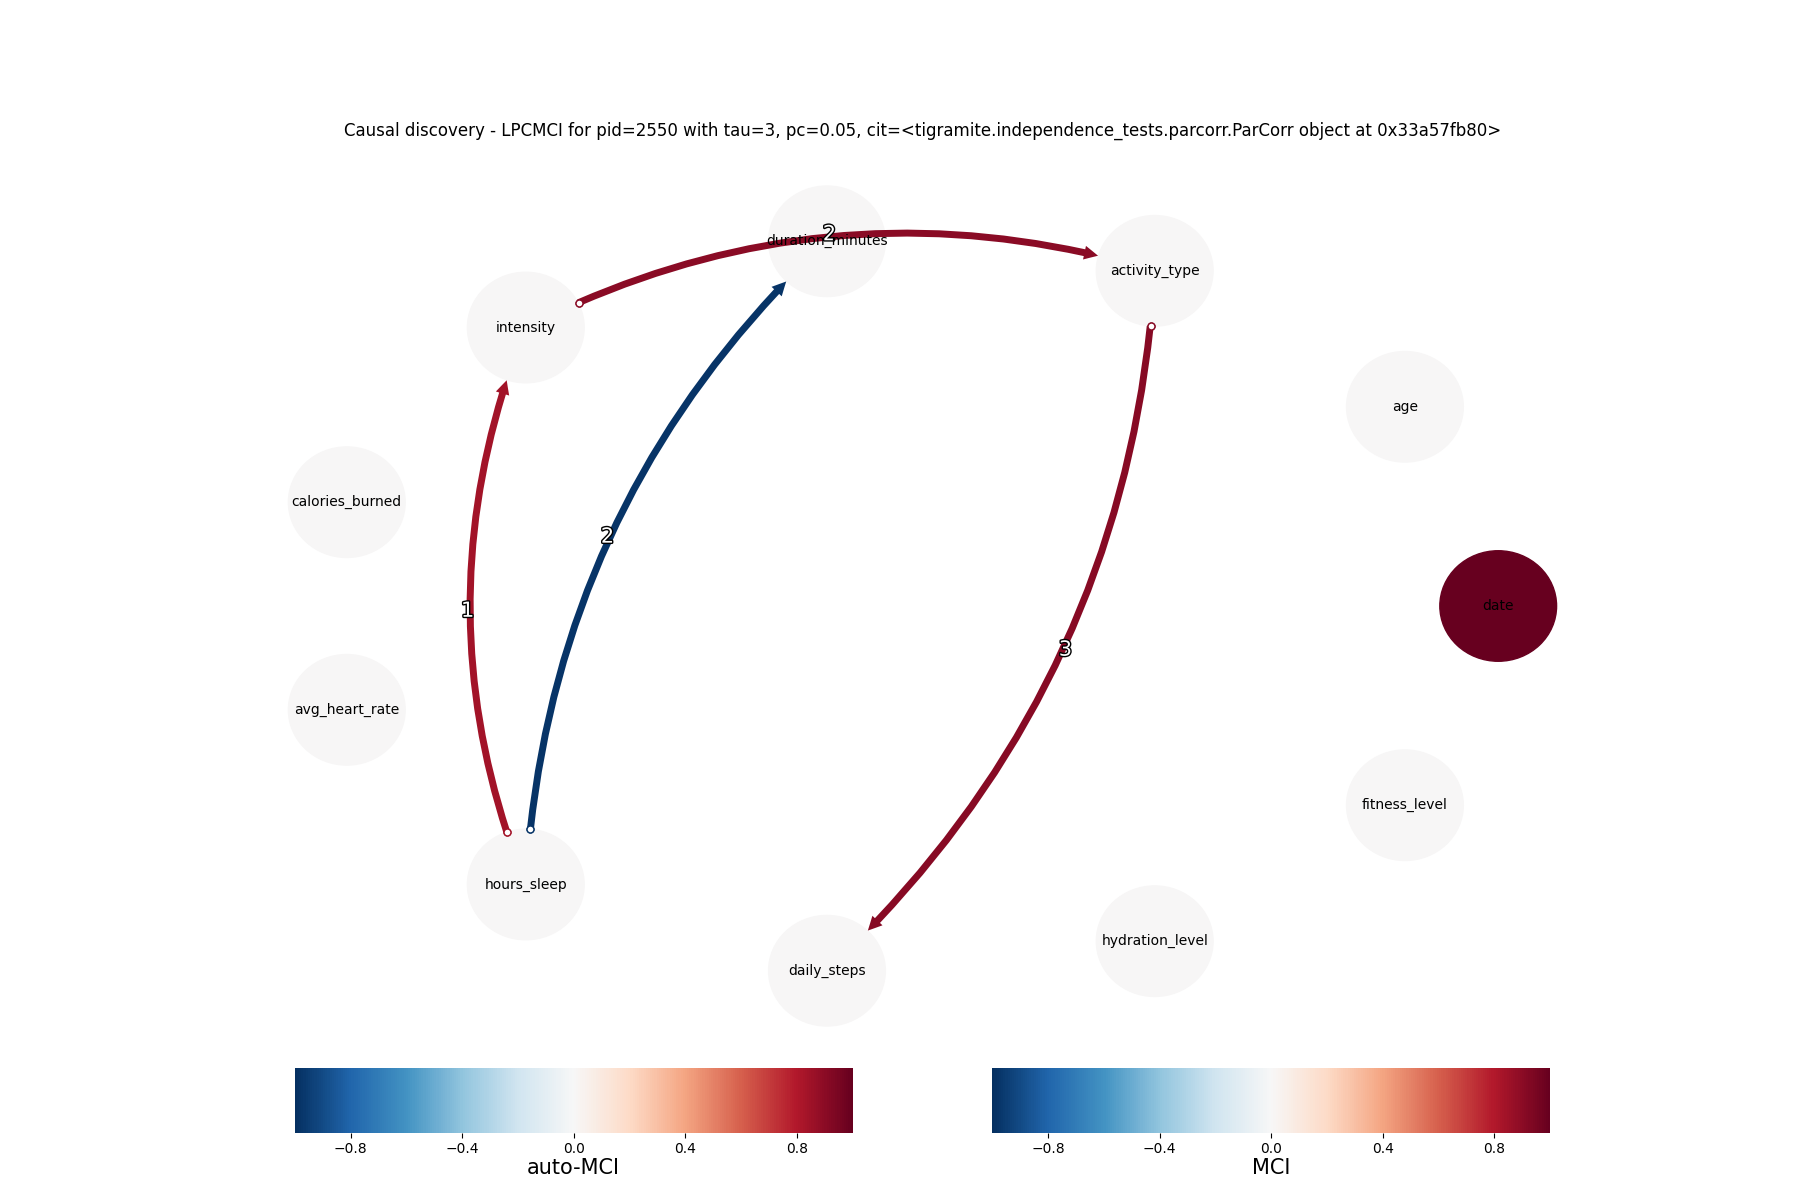 Causal discovery - LPCMCI for pid=2550 with tau=3, pc=0.05, cit=<tigramite.independence_tests.parcorr.ParCorr object at 0x33a57fb80>
2
duration_minutes
activity_type
intensity
age
calories_burned
2
date
1
3
avg_heart_rate
fitness_level
hours_sleep
hydration_level
daily_steps
−0.8 −0.4 0.0 0.4 0.8
auto-MCI
−0.8 −0.4 0.0 0.4 0.8
MCI